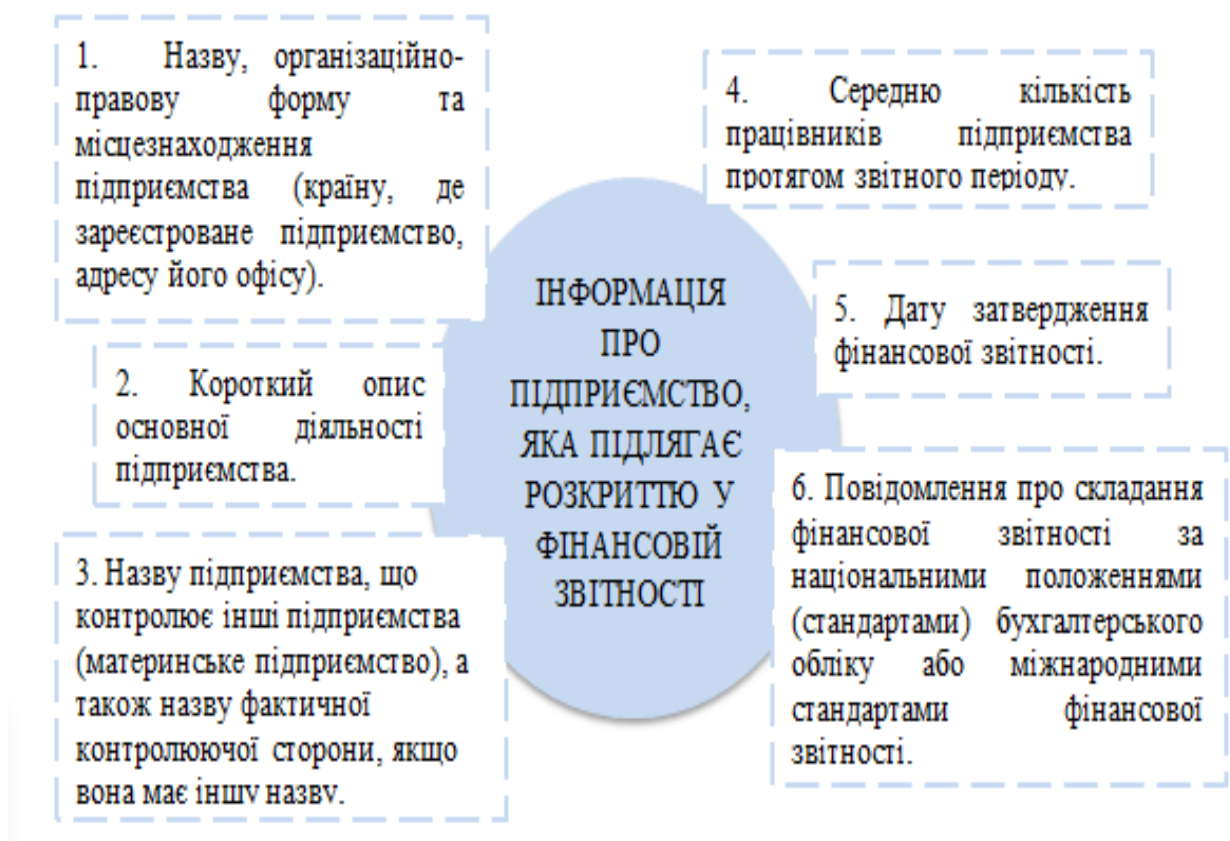 1. Назву, організаційно-
правову форму та
місцезнаходження
підприємства (країну, де
зареєстроване підприємство,
адресу його офісу).
2. Короткий опис
основної діяльності
підприємства.
3. Назву підприємства, що
контролює інші підприємства
(материнське підприємство), а
також назву фактичної
контролюючої сторони, якщо
вона має іншу назву.
ІНФОРМАЦІЯ
ПРО
ПІДПРИЄМСТВО,
ЯКА ПІДЛЯГАЄ
РОЗКРИТТЮ У
ФІНАНСОВІЙ
ЗВІТНОСТІ
4. Середню кількість
працівників підприємства
протягом звітного періоду.
5. Дату затвердження
фінансової звітності.
6. Повідомлення про складання
фінансової звітності за
національними положеннями
(стандартами) бухгалтерського
обліку або міжнародними
стандартами фінансової
звітності.